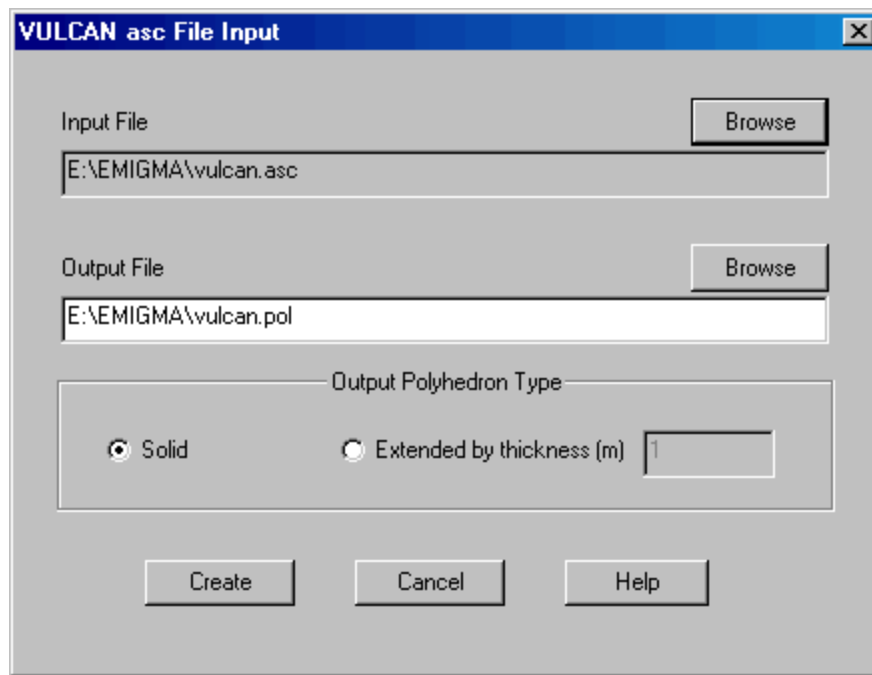 VULCAN asc File Input
Input File
Browse
E:\EMIGMA\vulcan.asc
Output File
Browse
E:\EMIGMA\vulcan.pol
Output Polyhedron Type
Solid
Extended by thickness (m)
1
Create
Cancel
Help